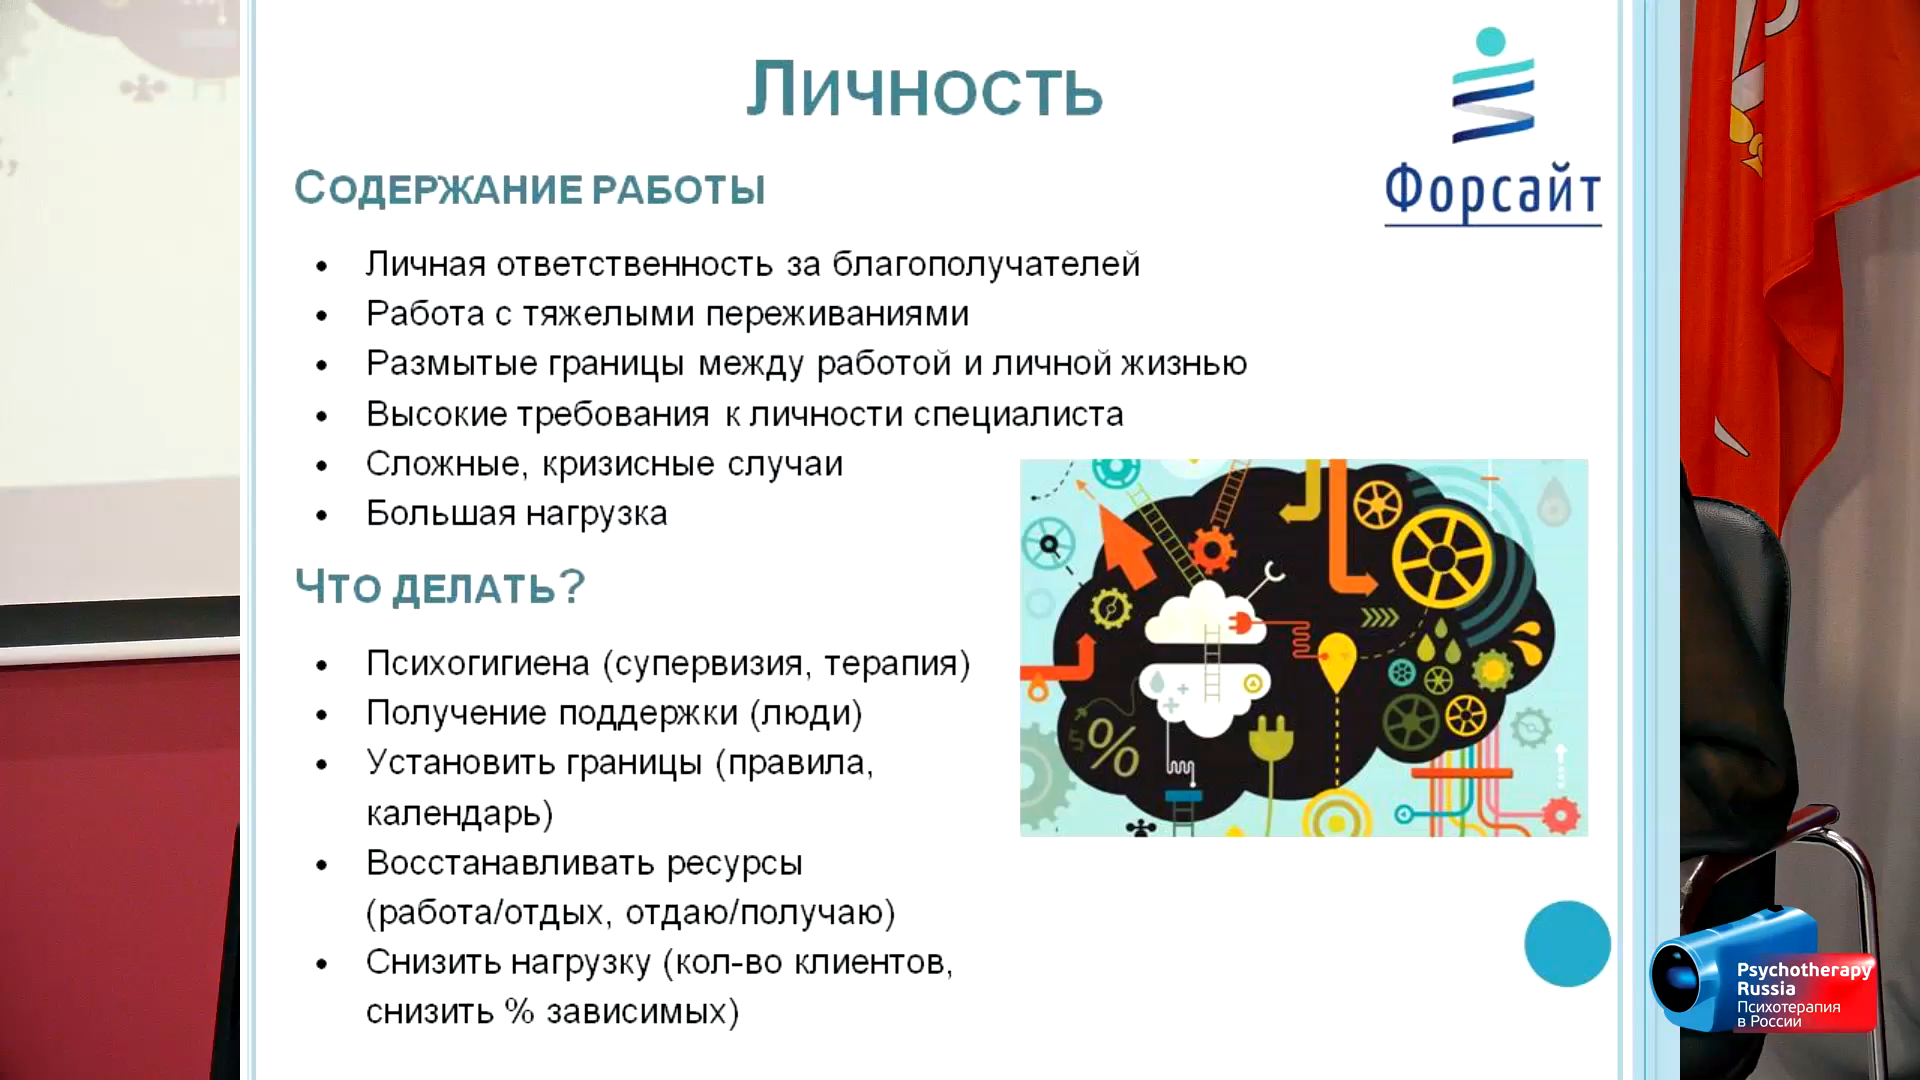 Личность
Форсайт
Содержание работы
• Личная ответственность за благополучателей
• Работа с тяжелыми переживаниями
• Размытые границы между работой и личной жизнью
• Высокие требования к личности специалиста
• Сложные, кризисные случаи
• Большая нагрузка
Что делать?
• Психогигиена (супервизия, терапия)
• Получение поддержки (люди)
• Установить границы (правила,
календарь)
• Восстанавливать ресурсы
(работа/отдых, отдаю/получаю)
• Снизить нагрузку (кол-во клиентов,
снизить % зависимых)
$ %
Psychotherapy
Russia
Психотерапия
в России